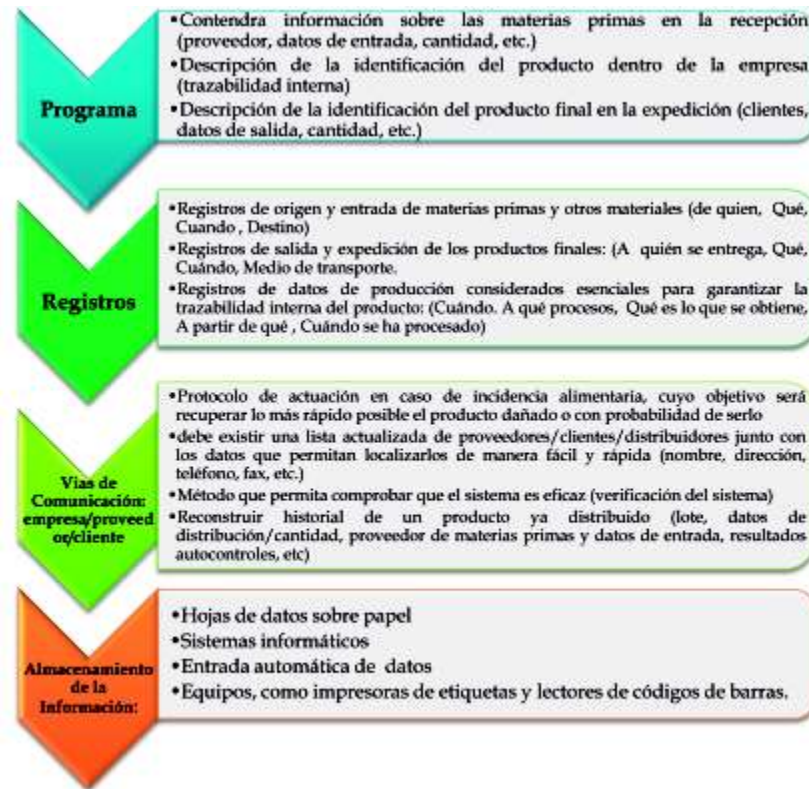 Programa
•Contendra información sobre las materias primas en la recepción
(proveedor, datos de entrada, cantidad, etc.)
•Descripción de la identificación del producto dentro de la empresa
(trazabilidad interna)
•Descripción de la identificación del producto final en la expedición (clientes,
datos de salida, cantidad, etc.)
Registros
•Registros de origen y entrada de materias primas y otros materiales (de quien, Qué,
Cuando , Destino)
•Registros de salida y expedición de los productos finales: (A quién se entrega, Qué,
Cuándo, Medio de transporte.
•Registros de datos de producción considerados esenciales para garantizar la
trazabilidad interna del producto: (Cuándo. A qué procesos, Qué es lo que se obtiene,
A partir de qué , Cuándo se ha procesado)
Vías de
Comunicación:
empresa/proveed
or/cliente
•Protocolo de actuación en caso de incidencia alimentaria, cuyo objetivo será
recuperar lo más rápido posible el producto dañado o con probabilidad de serlo
•debe existir una lista actualizada de proveedores/clientes/distribuidores junto con
los datos que permitan localizarlos de manera fácil y rápida (nombre, dirección,
teléfono, fax, etc.)
•Método que permita comprobar que el sistema es eficaz (verificación del sistema)
•Reconstruir historial de un producto ya distribuido (lote, datos de
distribución/cantidad, proveedor de materias primas y datos de entrada, resultados
autocontroles, etc)
Almacenamiento
de la
Información:
•Hojas de datos sobre papel
•Sistemas informáticos
•Entrada automática de datos
•Equipos, como impresoras de etiquetas y lectores de códigos de barras.